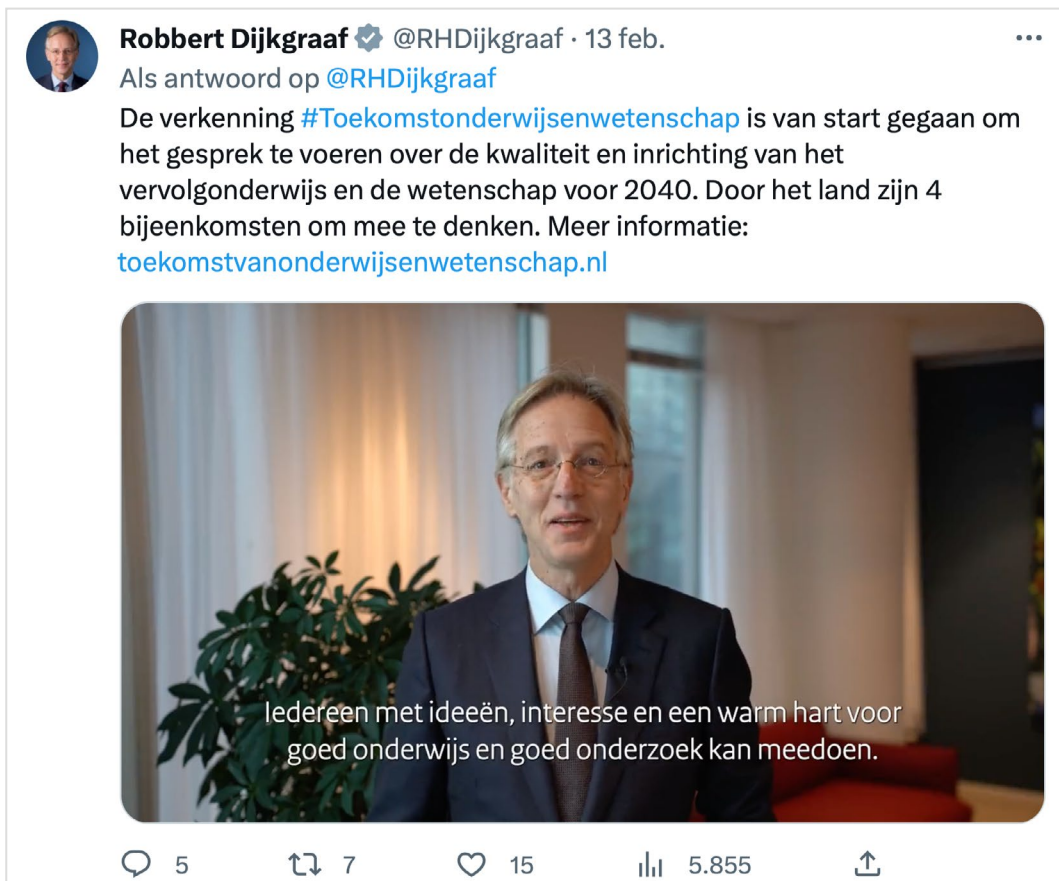 Robbert Dijkgraaf @RHDijkgraaf · 13 feb.
Als antwoord op @RHDijkgraaf
De verkenning #Toekomstonderwijsenwetenschap is van start gegaan om
het gesprek te voeren over de kwaliteit en inrichting van het
vervolgonderwijs en de wetenschap voor 2040. Door het land zijn 4
bijeenkomsten om mee te denken. Meer informatie:
toekomstvanonderwijsenwetenschap.nl
Iedereen met ideeën, interesse en een warm hart voor
goed onderwijs en goed onderzoek kan meedoen.
5 7 15 5.855